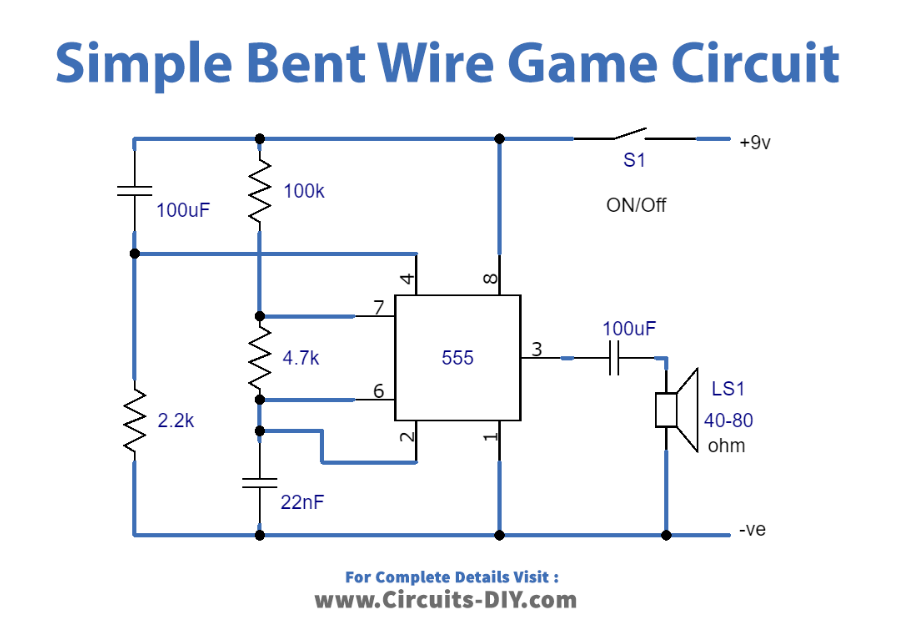 Simple Bent Wire Game Circuit
+9v
S1
100k
100uF
ON/Off
4
8
7
100uF
555
3
4.7k
LS1
6
40-80
2.2k
ohm
2
1
22nF
-ve
For Complete Details Visit :
www.Circuits-DIY.com